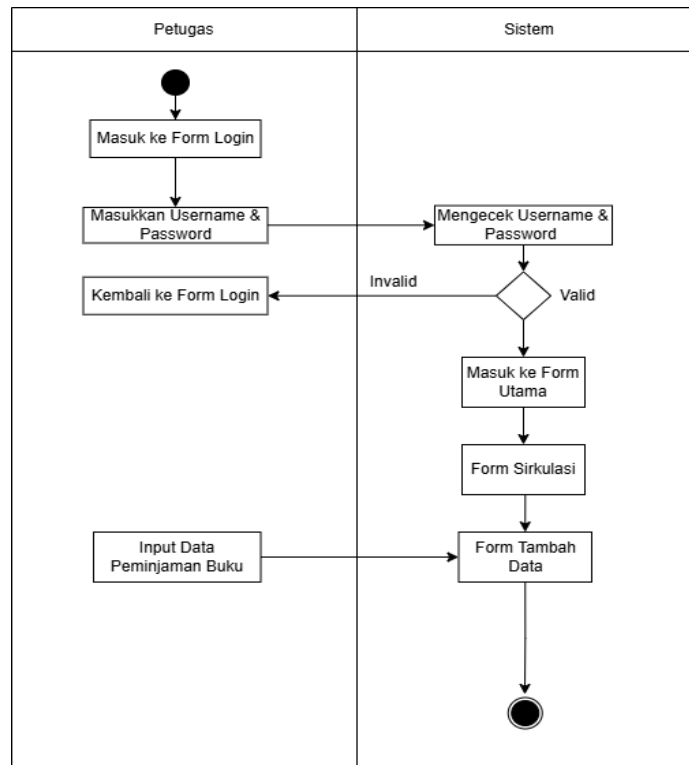 Petugas
Sistem
Masuk ke Form Login
Masukkan Username &
Password
Mengecek Username &
Password
Kembali ke Form Login
Invalid
Valid
Masuk ke Form
Utama
Form Sirkulasi
Input Data
Peminjaman Buku
Form Tambah
Data